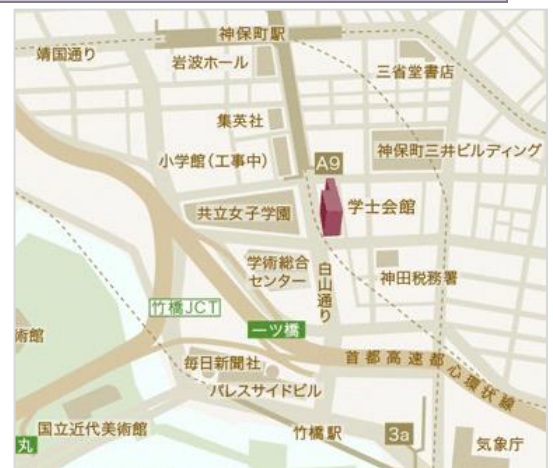 神保町駅
靖国通り
岩波ホール
三省堂書店
集英社
小学館(工事中)
A9
神保町三井ビルディング
共立女子学園
学士会館
学術総合
センター
白山通り
神田税務署
竹橋JCT
一ツ橋
術館
毎日新聞社
首都高速都心環状線
パレスサイドビル
国立近代美術館
竹橋駅
3a
丸
気象庁